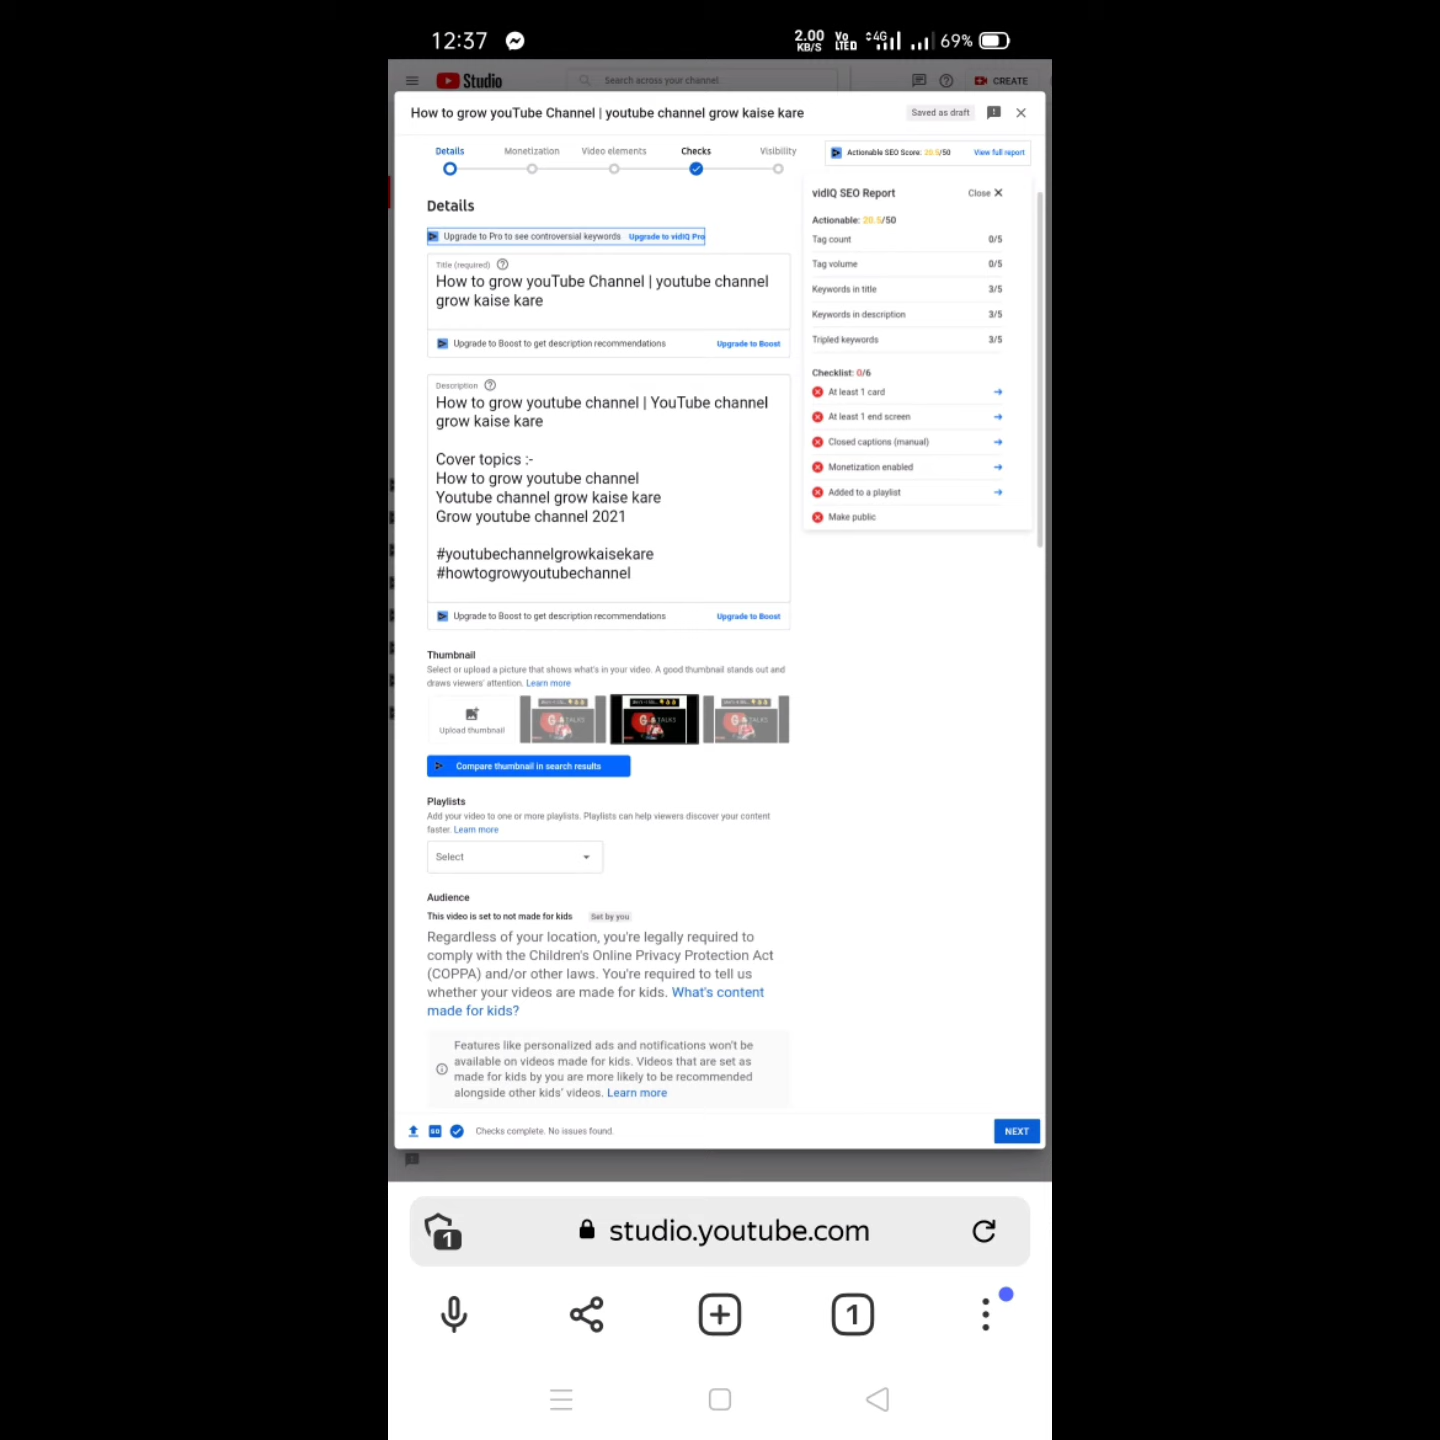 12:37
2.00 KB/S
Vo LTE
4G
69%
Studio
Search across your channel
CREATE
How to grow youTube Channel | youtube channel grow kaise kare
Saved as draft
Details
Monetization
Video elements
Checks
Visibility
Actionable SEO Score: 20.5/50
View full report
Details
Upgrade to Pro to see controversial keywords
Upgrade to vidIQ Pro
Title (required)
How to grow youTube Channel | youtube channel
grow kaise kare
Upgrade to Boost to get description recommendations
Upgrade to Boost
Description
How to grow youtube channel | YouTube channel
grow kaise kare
Cover topics :-
How to grow youtube channel
Youtube channel grow kaise kare
Grow youtube channel 2021
#youtubechannelgrowkaisekare
#howtogrowyoutubechannel
Upgrade to Boost to get description recommendations
Upgrade to Boost
vidIQ SEO Report
Close
Actionable: 20.5/50
Tag count 0/5
Tag volume 0/5
Keywords in title 3/5
Keywords in description 3/5
Tripled keywords 3/5
Checklist: 0/6
At least 1 card
At least 1 end screen
Closed captions (manual)
Monetization enabled
Added to a playlist
Make public
Thumbnail
Select or upload a picture that shows what's in your video. A good thumbnail stands out and
draws viewers' attention. Learn more
Upload thumbnail
TALKS
TALKS
TALKS
Compare thumbnail in search results
Playlists
Add your video to one or more playlists. Playlists can help viewers discover your content
faster. Learn more
Select
Audience
This video is set to not made for kids
Set by you
Regardless of your location, you're legally required to
comply with the Children's Online Privacy Protection Act
(COPPA) and/or other laws. You're required to tell us
whether your videos are made for kids. What's content
made for kids?
Features like personalized ads and notifications won't be
available on videos made for kids. Videos that are set as
made for kids by you are more likely to be recommended
alongside other kids' videos. Learn more
Checks complete. No issues found.
NEXT
1
studio.youtube.com
1